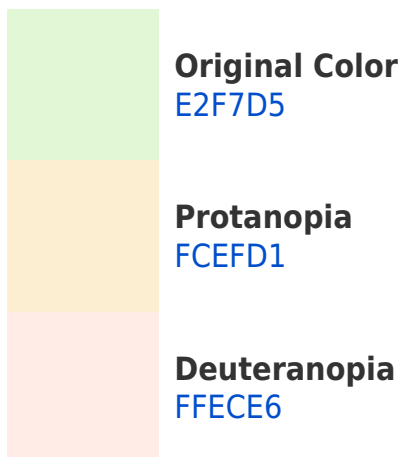 Original Color
E2F7D5
Protanopia
FCEFD1
Deuteranopia
FFECE6